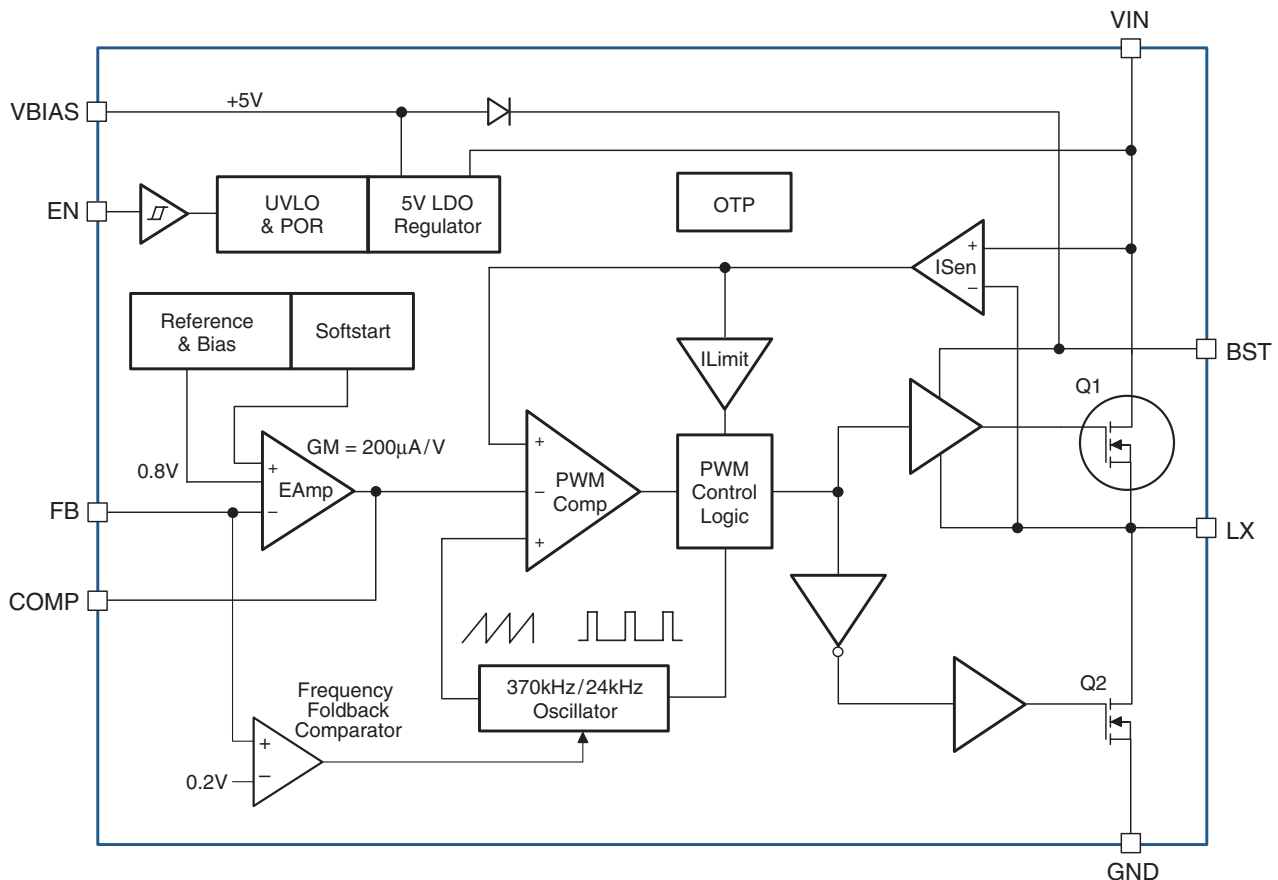 VIN
VBIAS
+5V
EN
UVLO
& POR
5V LDO
Regulator
OTP
+
ISen
−
Reference
& Bias
Softstart
ILimit
BST
Q1
GM = 200µA/V
0.8V
+
EAmp
−
+
PWM
Comp
−
+
PWM
Control
Logic
FB
LX
COMP
370kHz/24kHz
Oscillator
Frequency
Foldback
Comparator
+
0.2V
−
Q2
GND